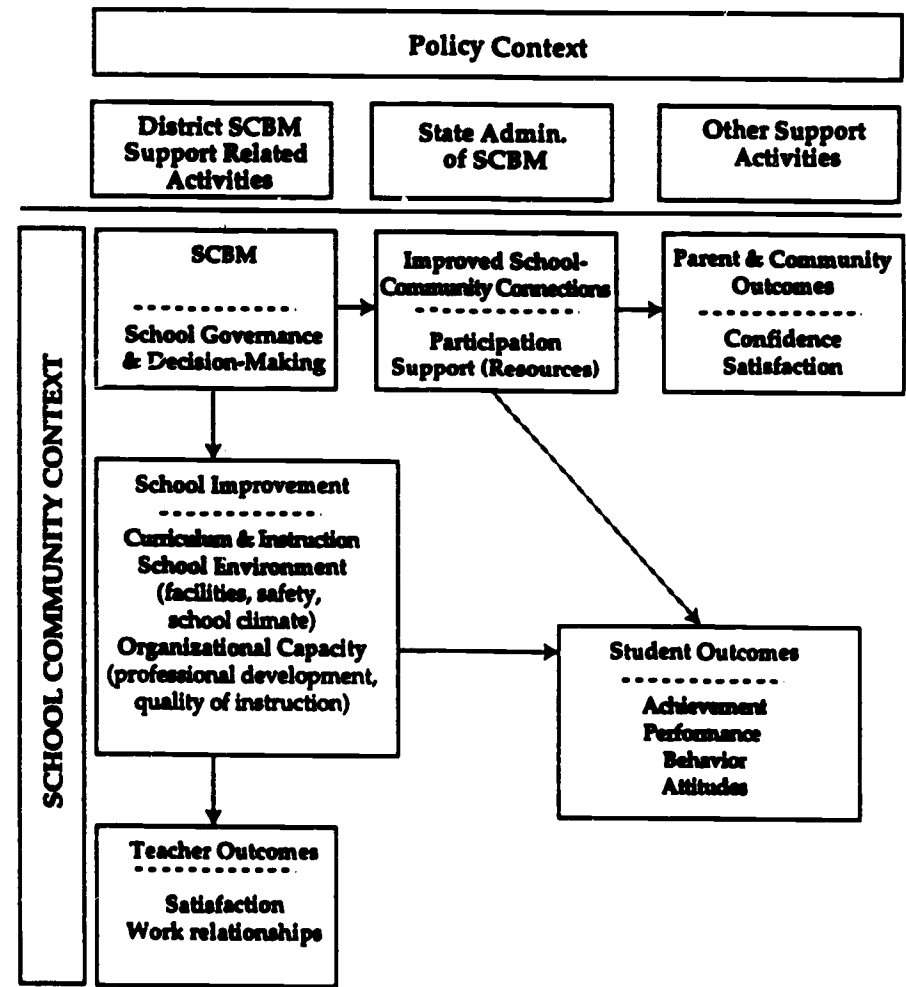 Policy Context
District SCBM
Support Related
Activities
State Admin.
of SCBM
Other Support
Activities
SCHOOL COMMUNITY CONTEXT
SCBM
School Governance
& Decision-Making
Improved School-
Community Connections
Participation
Support (Resources)
Parent & Community
Outcomes
Confidence
Satisfaction
School Improvement
Curriculum & Instruction
School Environment
(facilities, safety,
school climate)
Organizational Capacity
(professional development,
quality of instruction)
Student Outcomes
Achievement
Performance
Behavior
Attitudes
Teacher Outcomes
Satisfaction
Work relationships